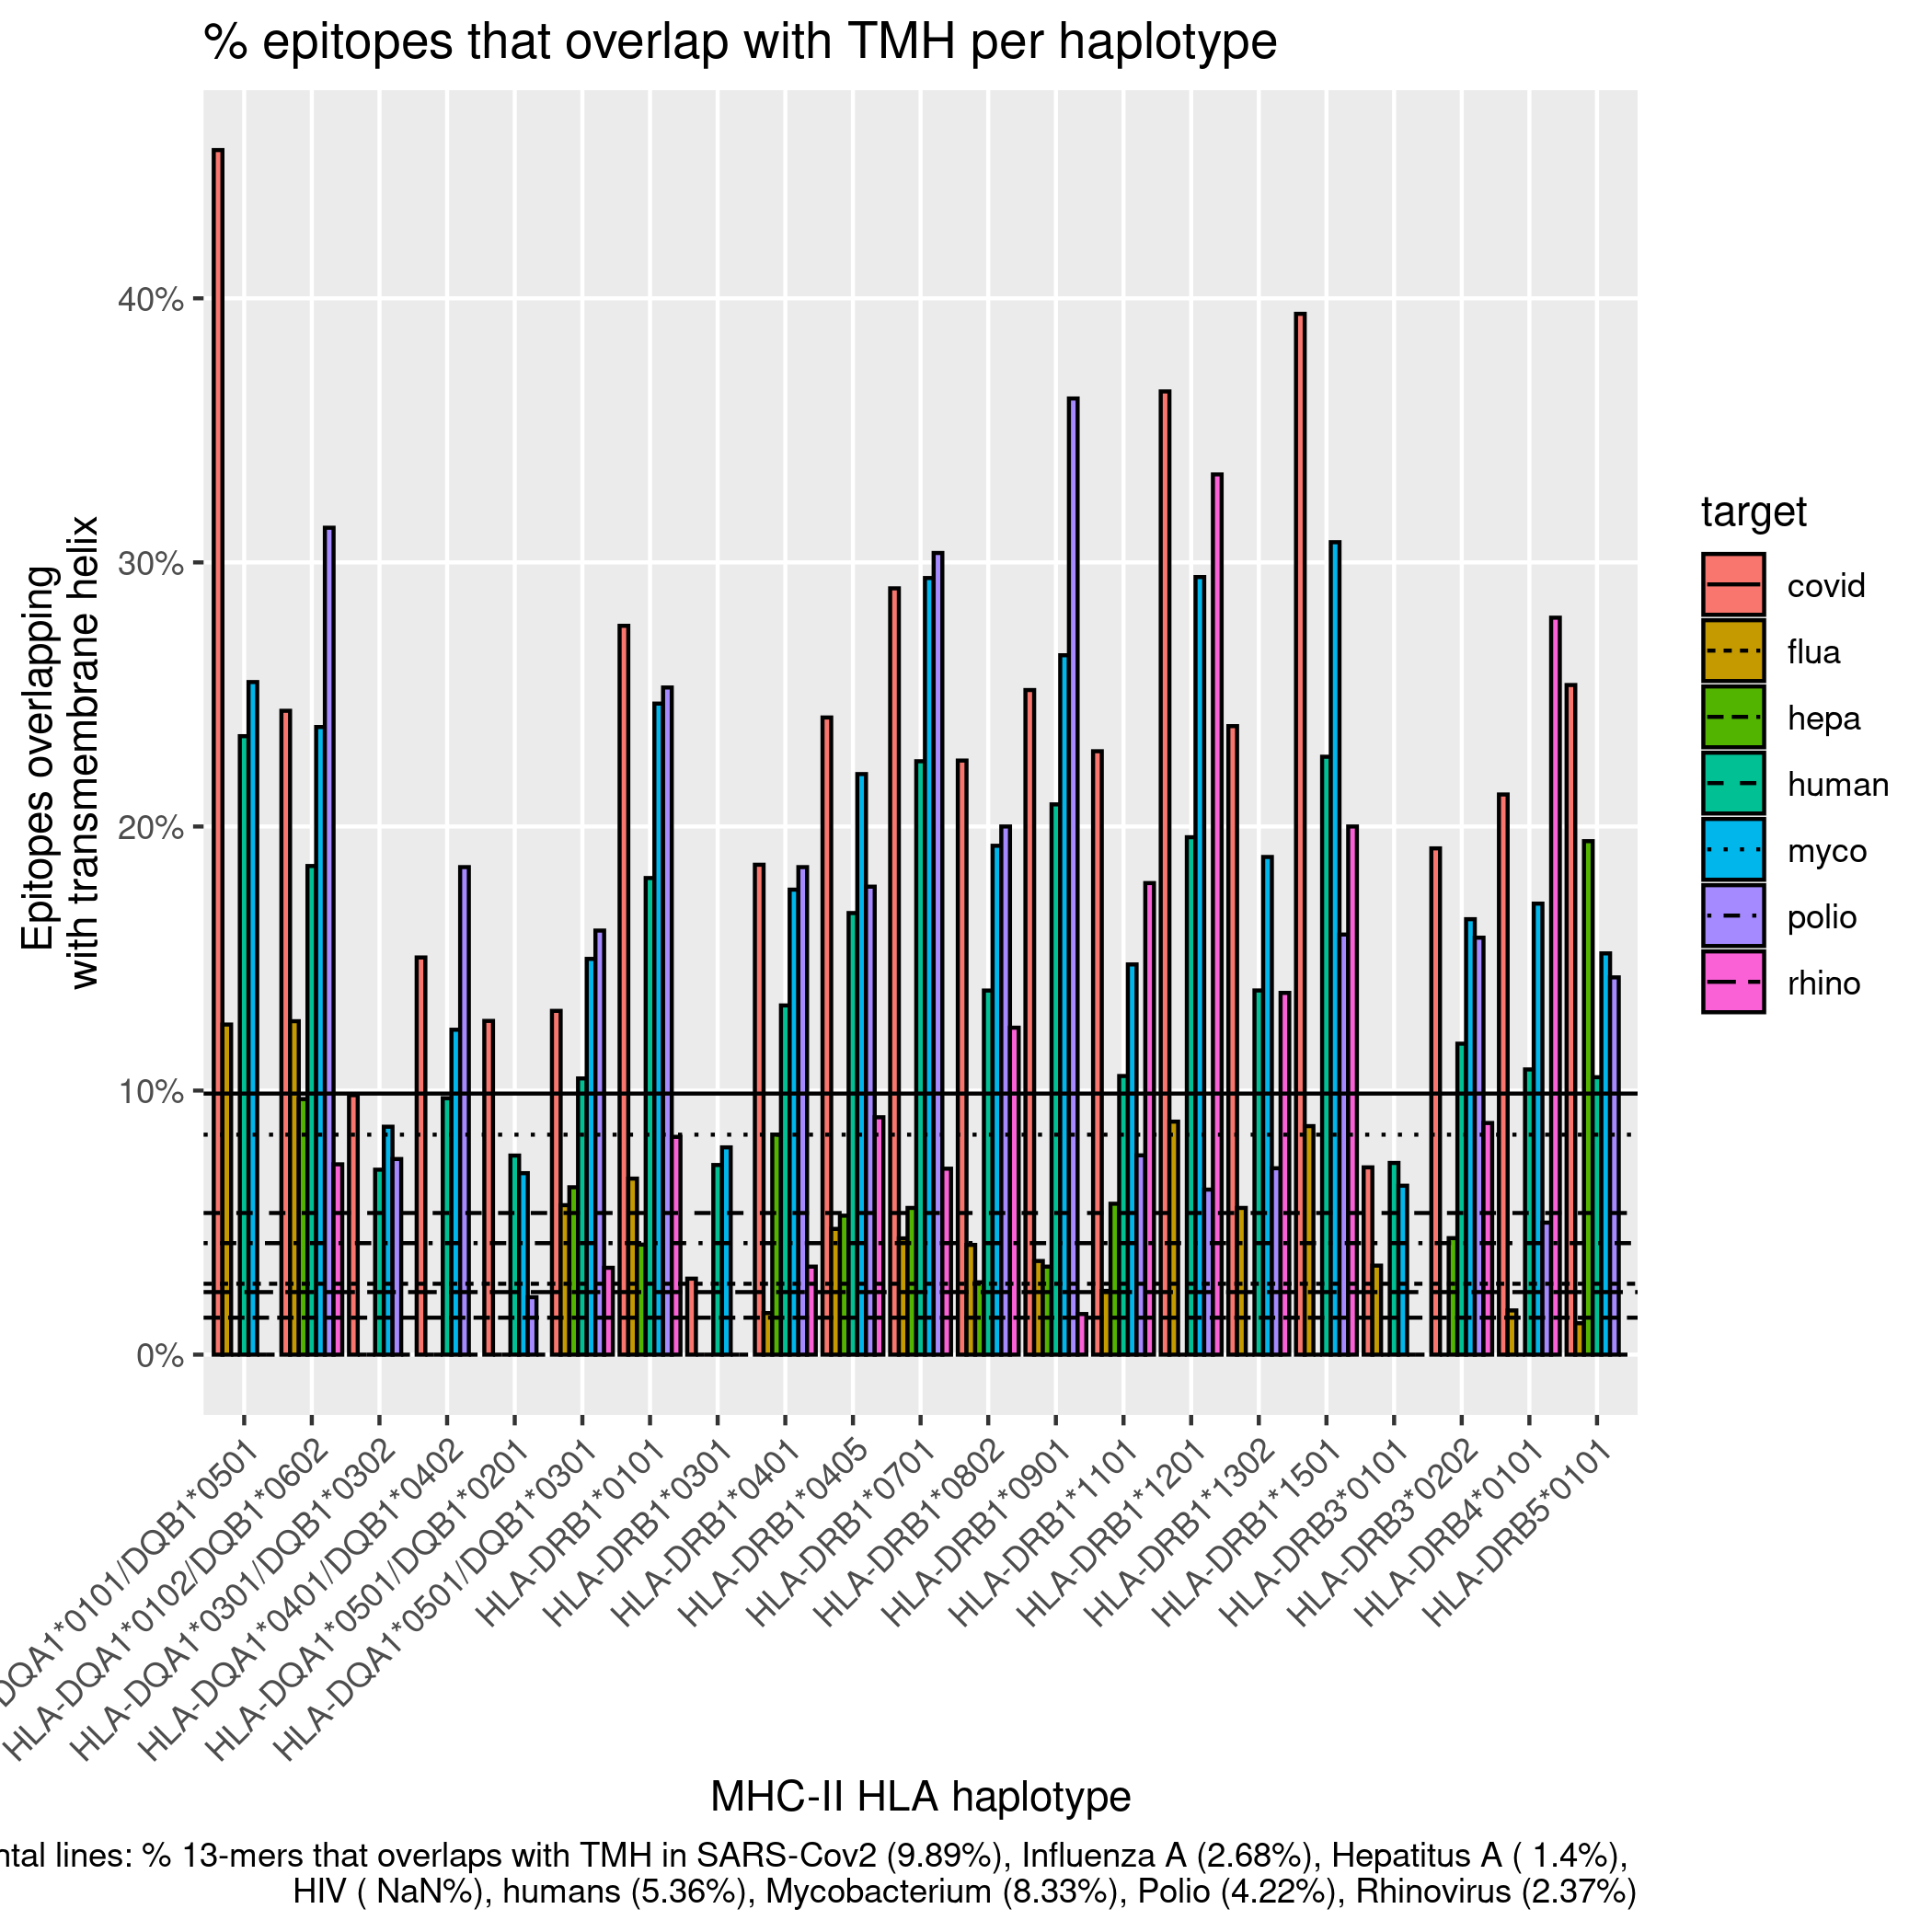 % epitopes that overlap with TMH per haplotype
Epitopes overlapping
with transmembrane helix
40%
30%
20%
10%
0%
DQA1*0101/DQB1*0501
HLA-DQA1*0102/DQB1*0602
HLA-DQA1*0301/DQB1*0302
HLA-DQA1*0401/DQB1*0402
HLA-DQA1*0501/DQB1*0201
HLA-DQA1*0501/DQB1*0301
HLA-DRB1*0101
HLA-DRB1*0301
HLA-DRB1*0401
HLA-DRB1*0405
HLA-DRB1*0701
HLA-DRB1*0802
HLA-DRB1*0901
HLA-DRB1*1101
HLA-DRB1*1201
HLA-DRB1*1302
HLA-DRB1*1501
HLA-DRB3*0101
HLA-DRB3*0202
HLA-DRB4*0101
HLA-DRB5*0101
MHC-II HLA haplotype
target
covid
flua
hepa
human
myco
polio
rhino
ntal lines: % 13-mers that overlaps with TMH in SARS-Cov2 (9.89%), Influenza A (2.68%), Hepatitus A ( 1.4%),
HIV ( NaN%), humans (5.36%), Mycobacterium (8.33%), Polio (4.22%), Rhinovirus (2.37%)